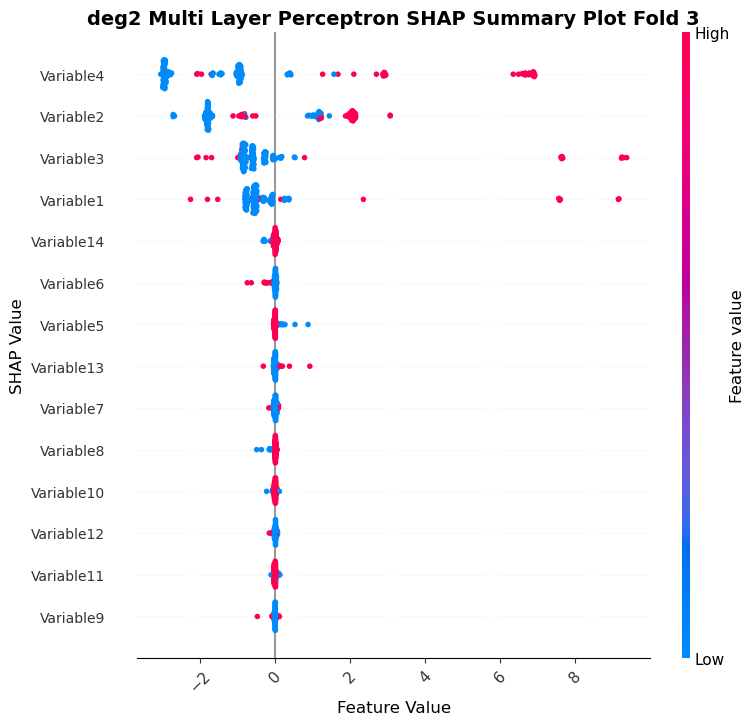 deg2 Multi Layer Perceptron SHAP Summary Plot Fold 3
High
Variable4
Variable2
Variable3
Variable1
Variable14
Variable6
Variable5
Variable13
Variable7
Variable8
Variable10
Variable12
Variable11
Variable9
SHAP Value
Feature value
Low
−2
0
2
4
6
8
Feature Value